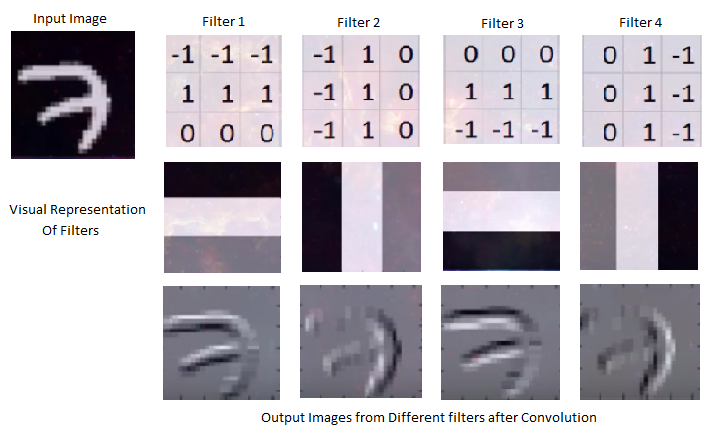 Input Image
Filter 1
Filter 2
Filter 3
Filter 4
-1 -1 -1
1 1 1
0 0 0
-1 1 0
-1 1 0
-1 1 0
0 0 0
1 1 1
-1 -1 -1
0 1 -1
0 1 -1
0 1 -1
Visual Representation
Of Filters
Output Images from Different filters after Convolution